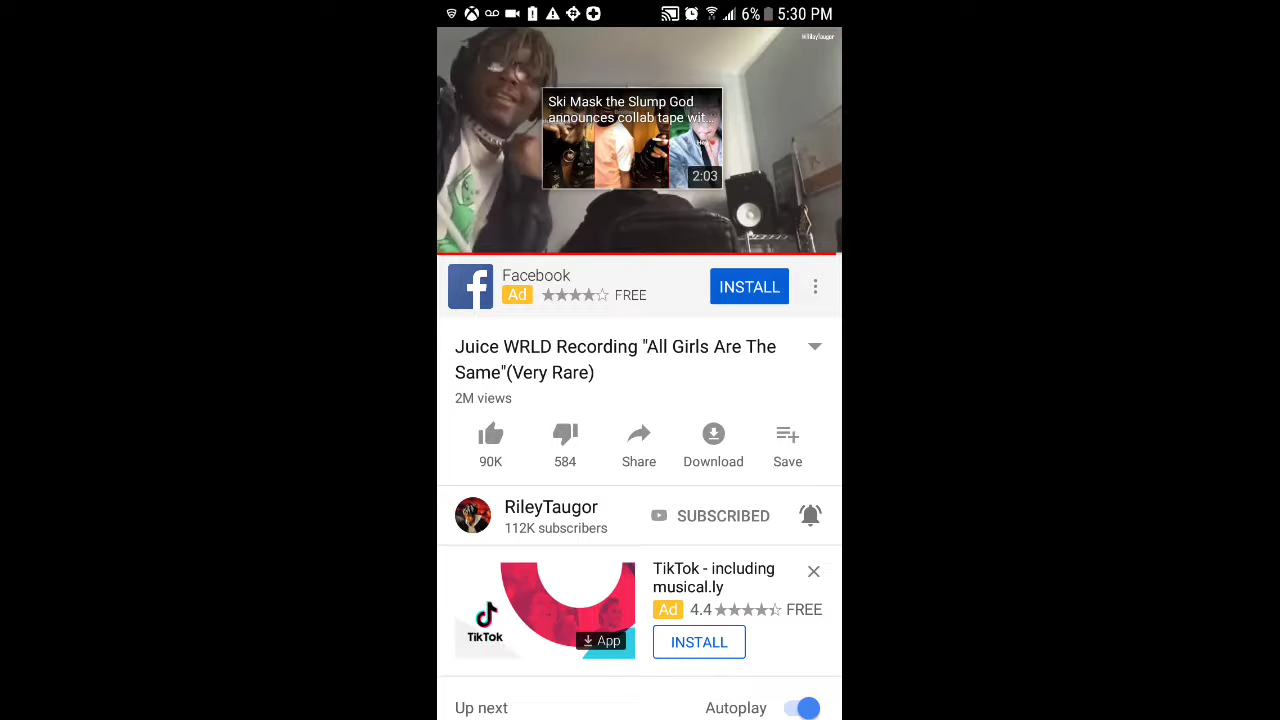 6% 5:30 PM
RileyTaugor
Ski Mask the Slump God
announces collab tape wit...
2:03
Facebook
Ad FREE
INSTALL
Juice WRLD Recording "All Girls Are The
Same"(Very Rare)
2M views
90K 584 Share Download Save
RileyTaugor
112K subscribers
SUBSCRIBED
TikTok
App
TikTok - including
musical.ly
Ad 4.4 FREE
INSTALL
Up next Autoplay